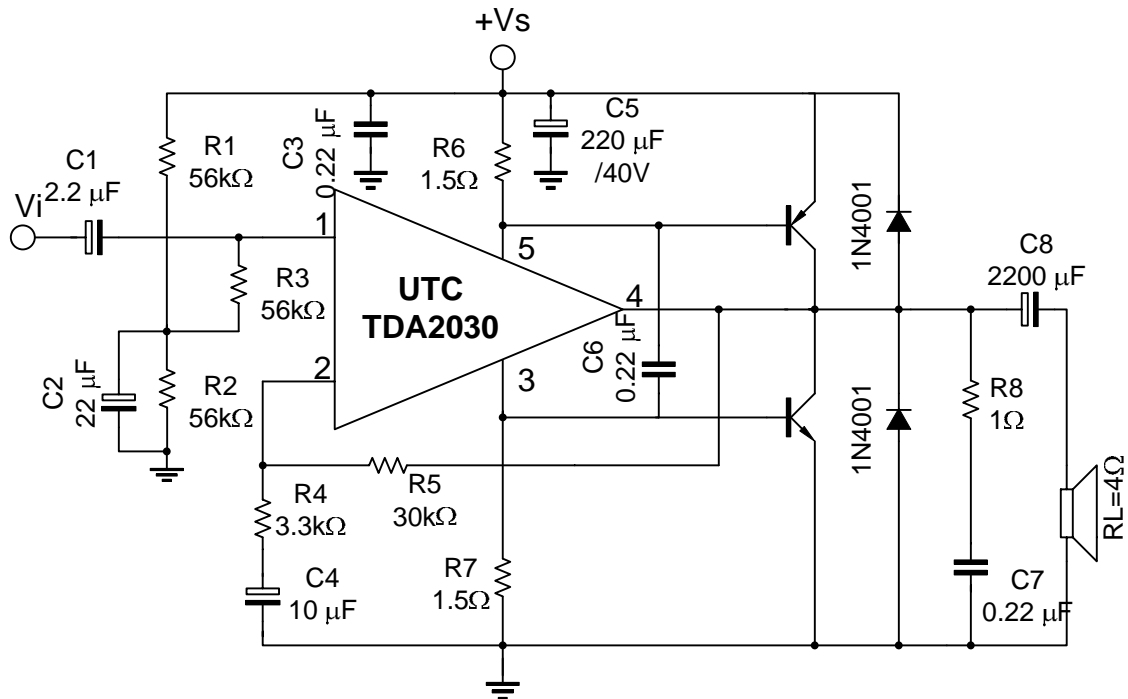 +Vs
C1
2.2 μF
Vi
R1
56kΩ
C3
0.22 μF
R6
1.5Ω
C5
220 μF
/40V
1
R3
56kΩ
5
UTC
TDA2030
4
2
3
C2
22 μF
R2
56kΩ
C6
0.22 μF
1N4001
C8
2200 μF
1N4001
R8
1Ω
R4
3.3kΩ
R5
30kΩ
C4
10 μF
R7
1.5Ω
C7
0.22 μF
RL=4Ω